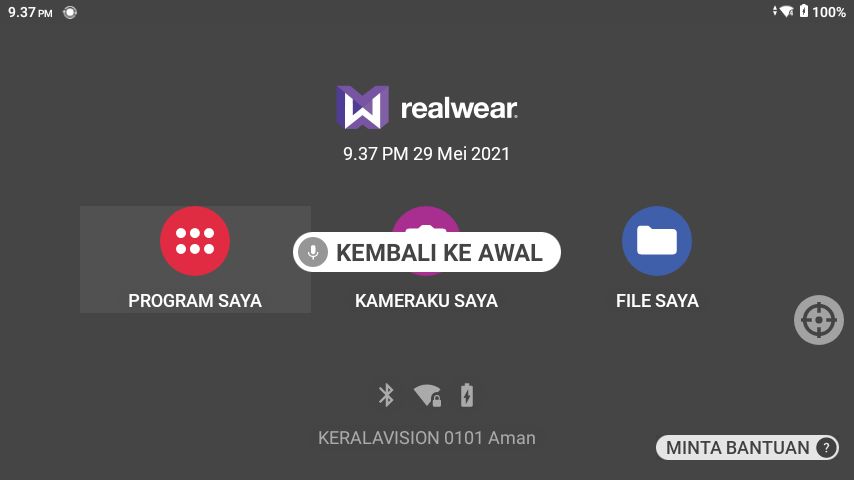 9.37 PM
100%
realwear
9.37 PM 29 Mei 2021
KEMBALI KE AWAL
PROGRAM SAYA
KAMERAKU SAYA
FILE SAYA
KERALAVISION 0101 Aman
MINTA BANTUAN ?